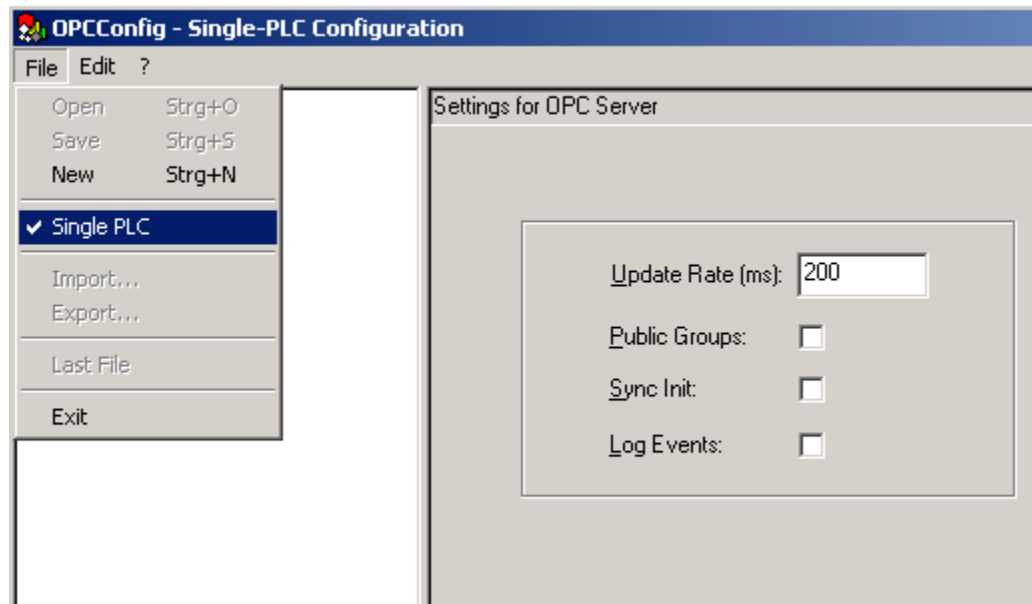 OPCConfig - Single-PLC Configuration
File Edit ?
Open Strg+O
Save Strg+S
New Strg+N
Single PLC
Import...
Export...
Last File
Exit
Settings for OPC Server
Update Rate (ms): 200
Public Groups:
Sync Init:
Log Events: